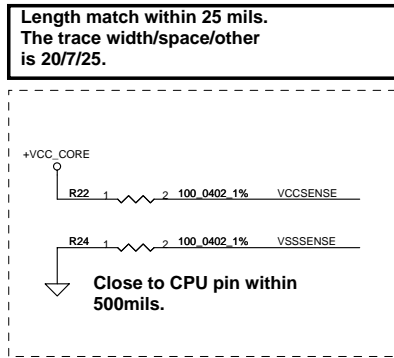 Length match within 25 mils.
The trace width/space/other
is 20/7/25.
+VCC_CORE
R22 1 2 100_0402_1% VCCSENSE
R24 1 2 100_0402_1% VSSSENSE
Close to CPU pin within
500mils.